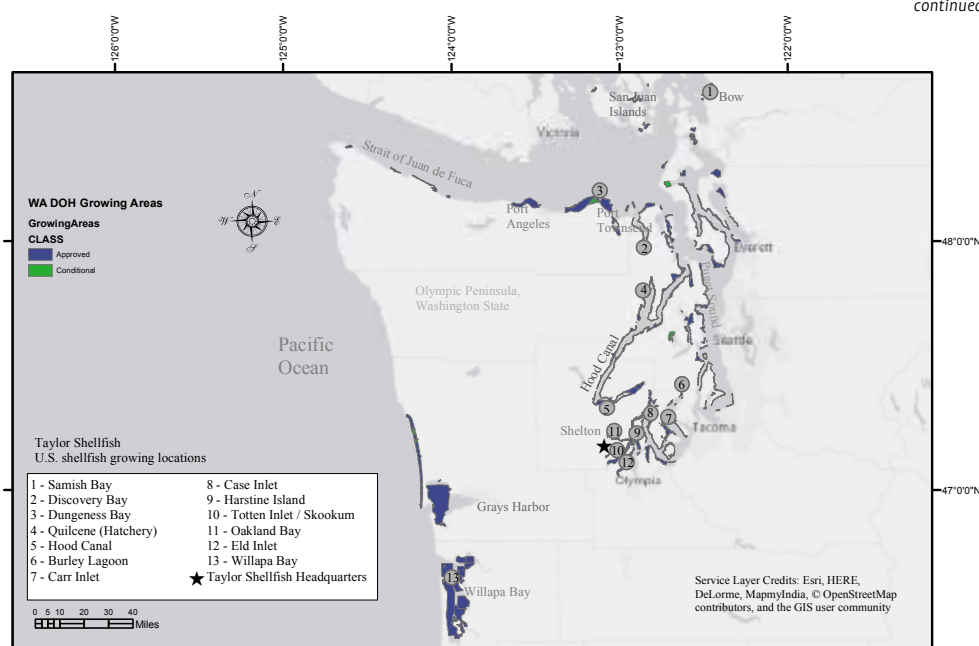 continued
126°0'0"W
125°0'0"W
124°0'0"W
123°0'0"W
122°0'0"W
San Juan
Islands
1
Bow
Victoria
Strait of Juan de Fuca
3
WA DOH Growing Areas
GrowingAreas
CLASS
Approved
Conditional
N
W
E
S
Port
Angeles
Port
Townsend
2
Everett
48°0'0"N
4
Olympic Peninsula,
Washington State
Puget Sound
Pacific
Ocean
Hood Canal
Seattle
5
6
7
8
9
Shelton
11
10
12
Tacoma
Olympia
47°0'0"N
Taylor Shellfish
U.S. shellfish growing locations
1 - Samish Bay
2 - Discovery Bay
3 - Dungeness Bay
4 - Quilcene (Hatchery)
5 - Hood Canal
6 - Burley Lagoon
7 - Carr Inlet
8 - Case Inlet
9 - Harstine Island
10 - Totten Inlet / Skookum
11 - Oakland Bay
12 - Eld Inlet
13 - Willapa Bay
Taylor Shellfish Headquarters
Grays Harbor
13
Willapa Bay
0 5 10 20 30 40
Miles
Service Layer Credits: Esri, HERE,
DeLorme, MapmyIndia, © OpenStreetMap
contributors, and the GIS user community